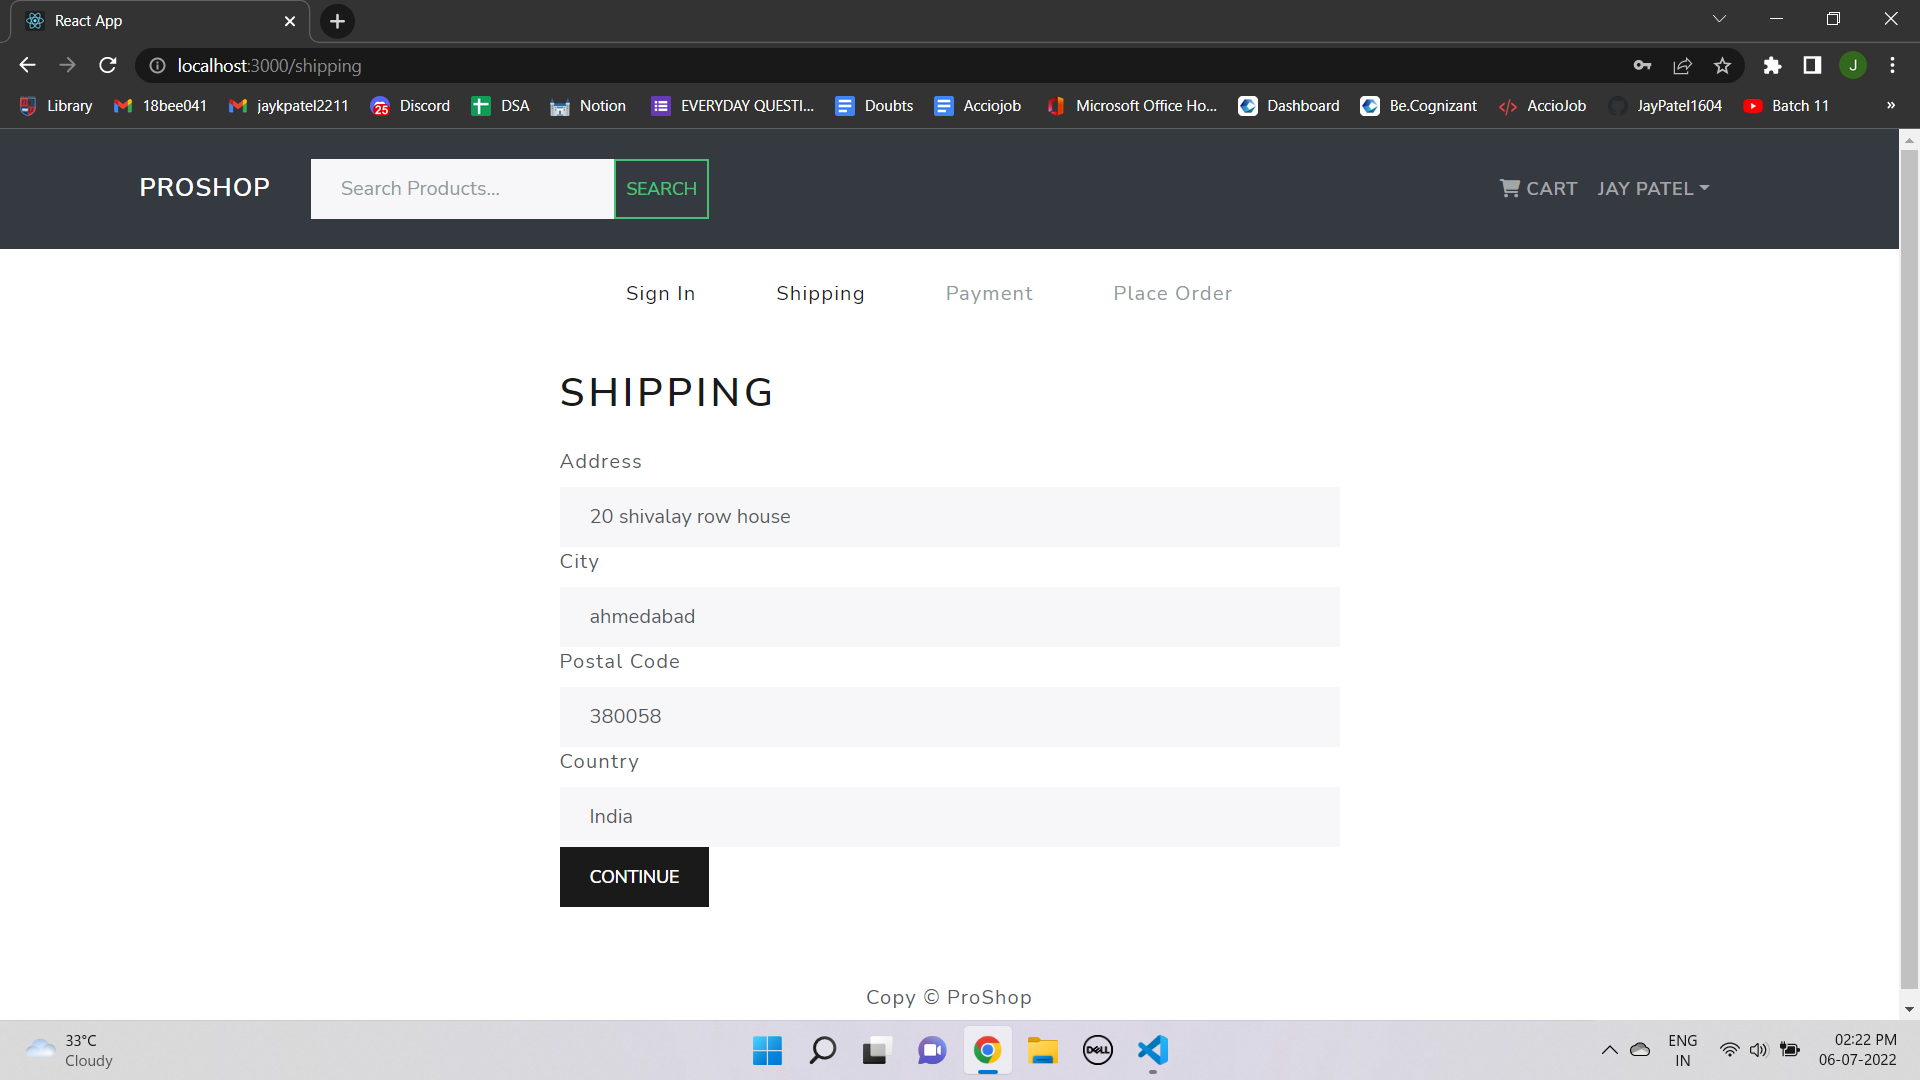 React App
localhost:3000/shipping
J
Library 18bee041 jaykpatel2211 25 Discord DSA Notion EVERYDAY QUESTI... Doubts Acciojob Microsoft Office Ho... Dashboard Be.Cognizant AccioJob JayPatel1604 Batch 11 »
PROSHOP Search Products... SEARCH CART JAY PATEL
Sign In Shipping Payment Place Order
SHIPPING
Address
20 shivalay row house
City
ahmedabad
Postal Code
380058
Country
India
CONTINUE
Copy © ProShop
33°C
Cloudy
DELL
ENG
IN
02:22 PM
06-07-2022